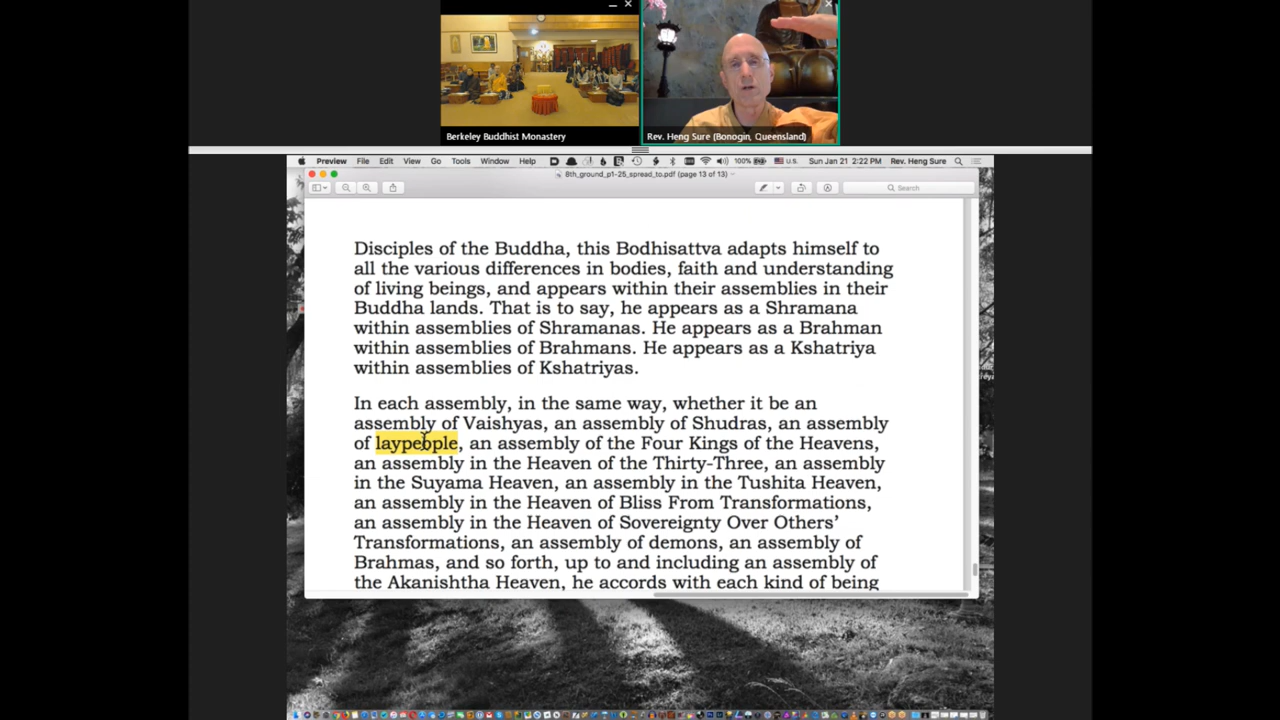 Berkeley Buddhist Monastery
Rev. Heng Sure (Bonogin, Queensland)
Preview File Edit View Go Tools Window Help 100% U.S. Sun Jan 21 2:22 PM Rev. Heng Sure
8th_ground_p1-25_spread_to.pdf (page 13 of 13)
Search
Disciples of the Buddha, this Bodhisattva adapts himself to
all the various differences in bodies, faith and understanding
of living beings, and appears within their assemblies in their
Buddha lands. That is to say, he appears as a Shramana
within assemblies of Shramanas. He appears as a Brahman
within assemblies of Brahmans. He appears as a Kshatriya
within assemblies of Kshatriyas.
In each assembly, in the same way, whether it be an
assembly of Vaishyas, an assembly of Shudras, an assembly
of laypeople, an assembly of the Four Kings of the Heavens,
an assembly in the Heaven of the Thirty-Three, an assembly
in the Suyama Heaven, an assembly in the Tushita Heaven,
an assembly in the Heaven of Bliss From Transformations,
an assembly in the Heaven of Sovereignty Over Others’
Transformations, an assembly of demons, an assembly of
Brahmas, and so forth, up to and including an assembly of
the Akanishtha Heaven, he accords with each kind of being